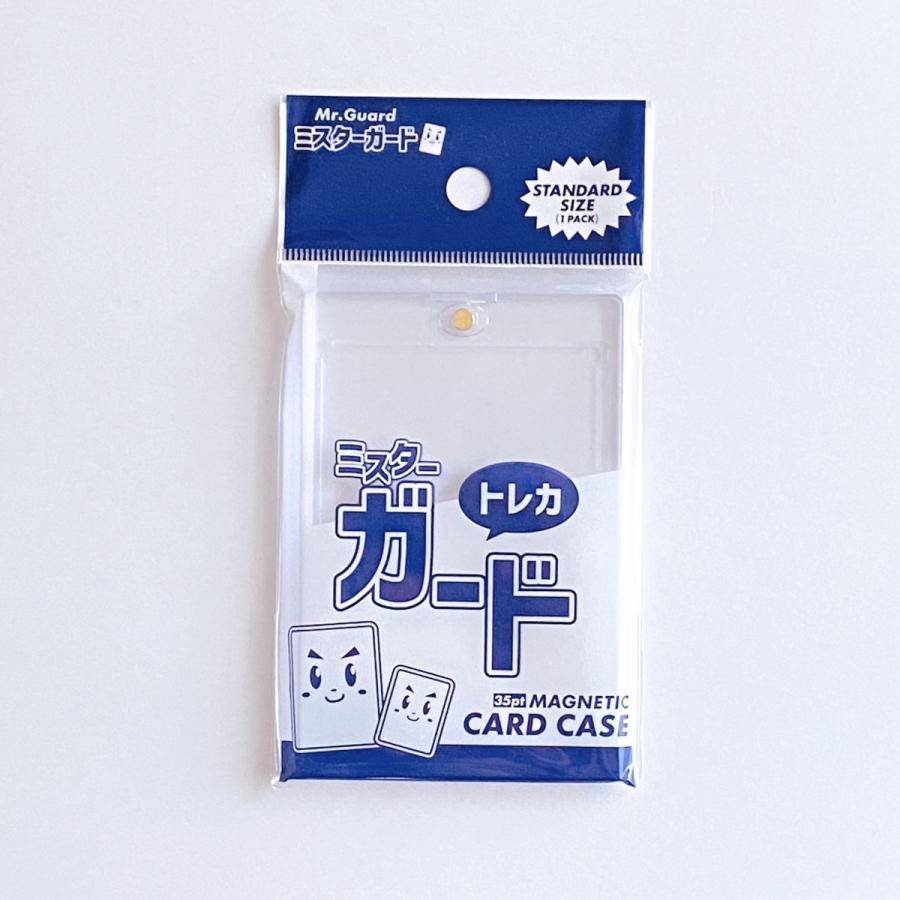 Mr.Guard
ミスターガード
STANDARD
SIZE
(1 PACK)
ミスター
ガード
トレカ
35pt MAGNETIC
CARD CASE